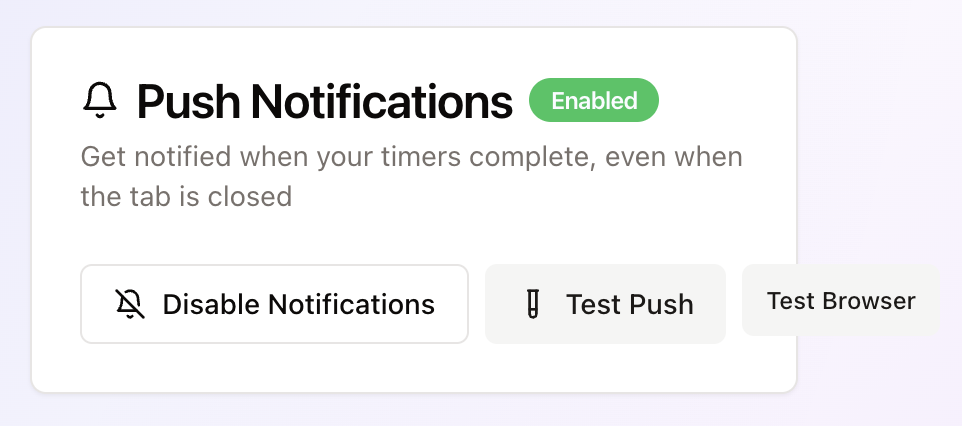 Push Notifications Enabled
Get notified when your timers complete, even when
the tab is closed
Disable Notifications Test Push Test Browser